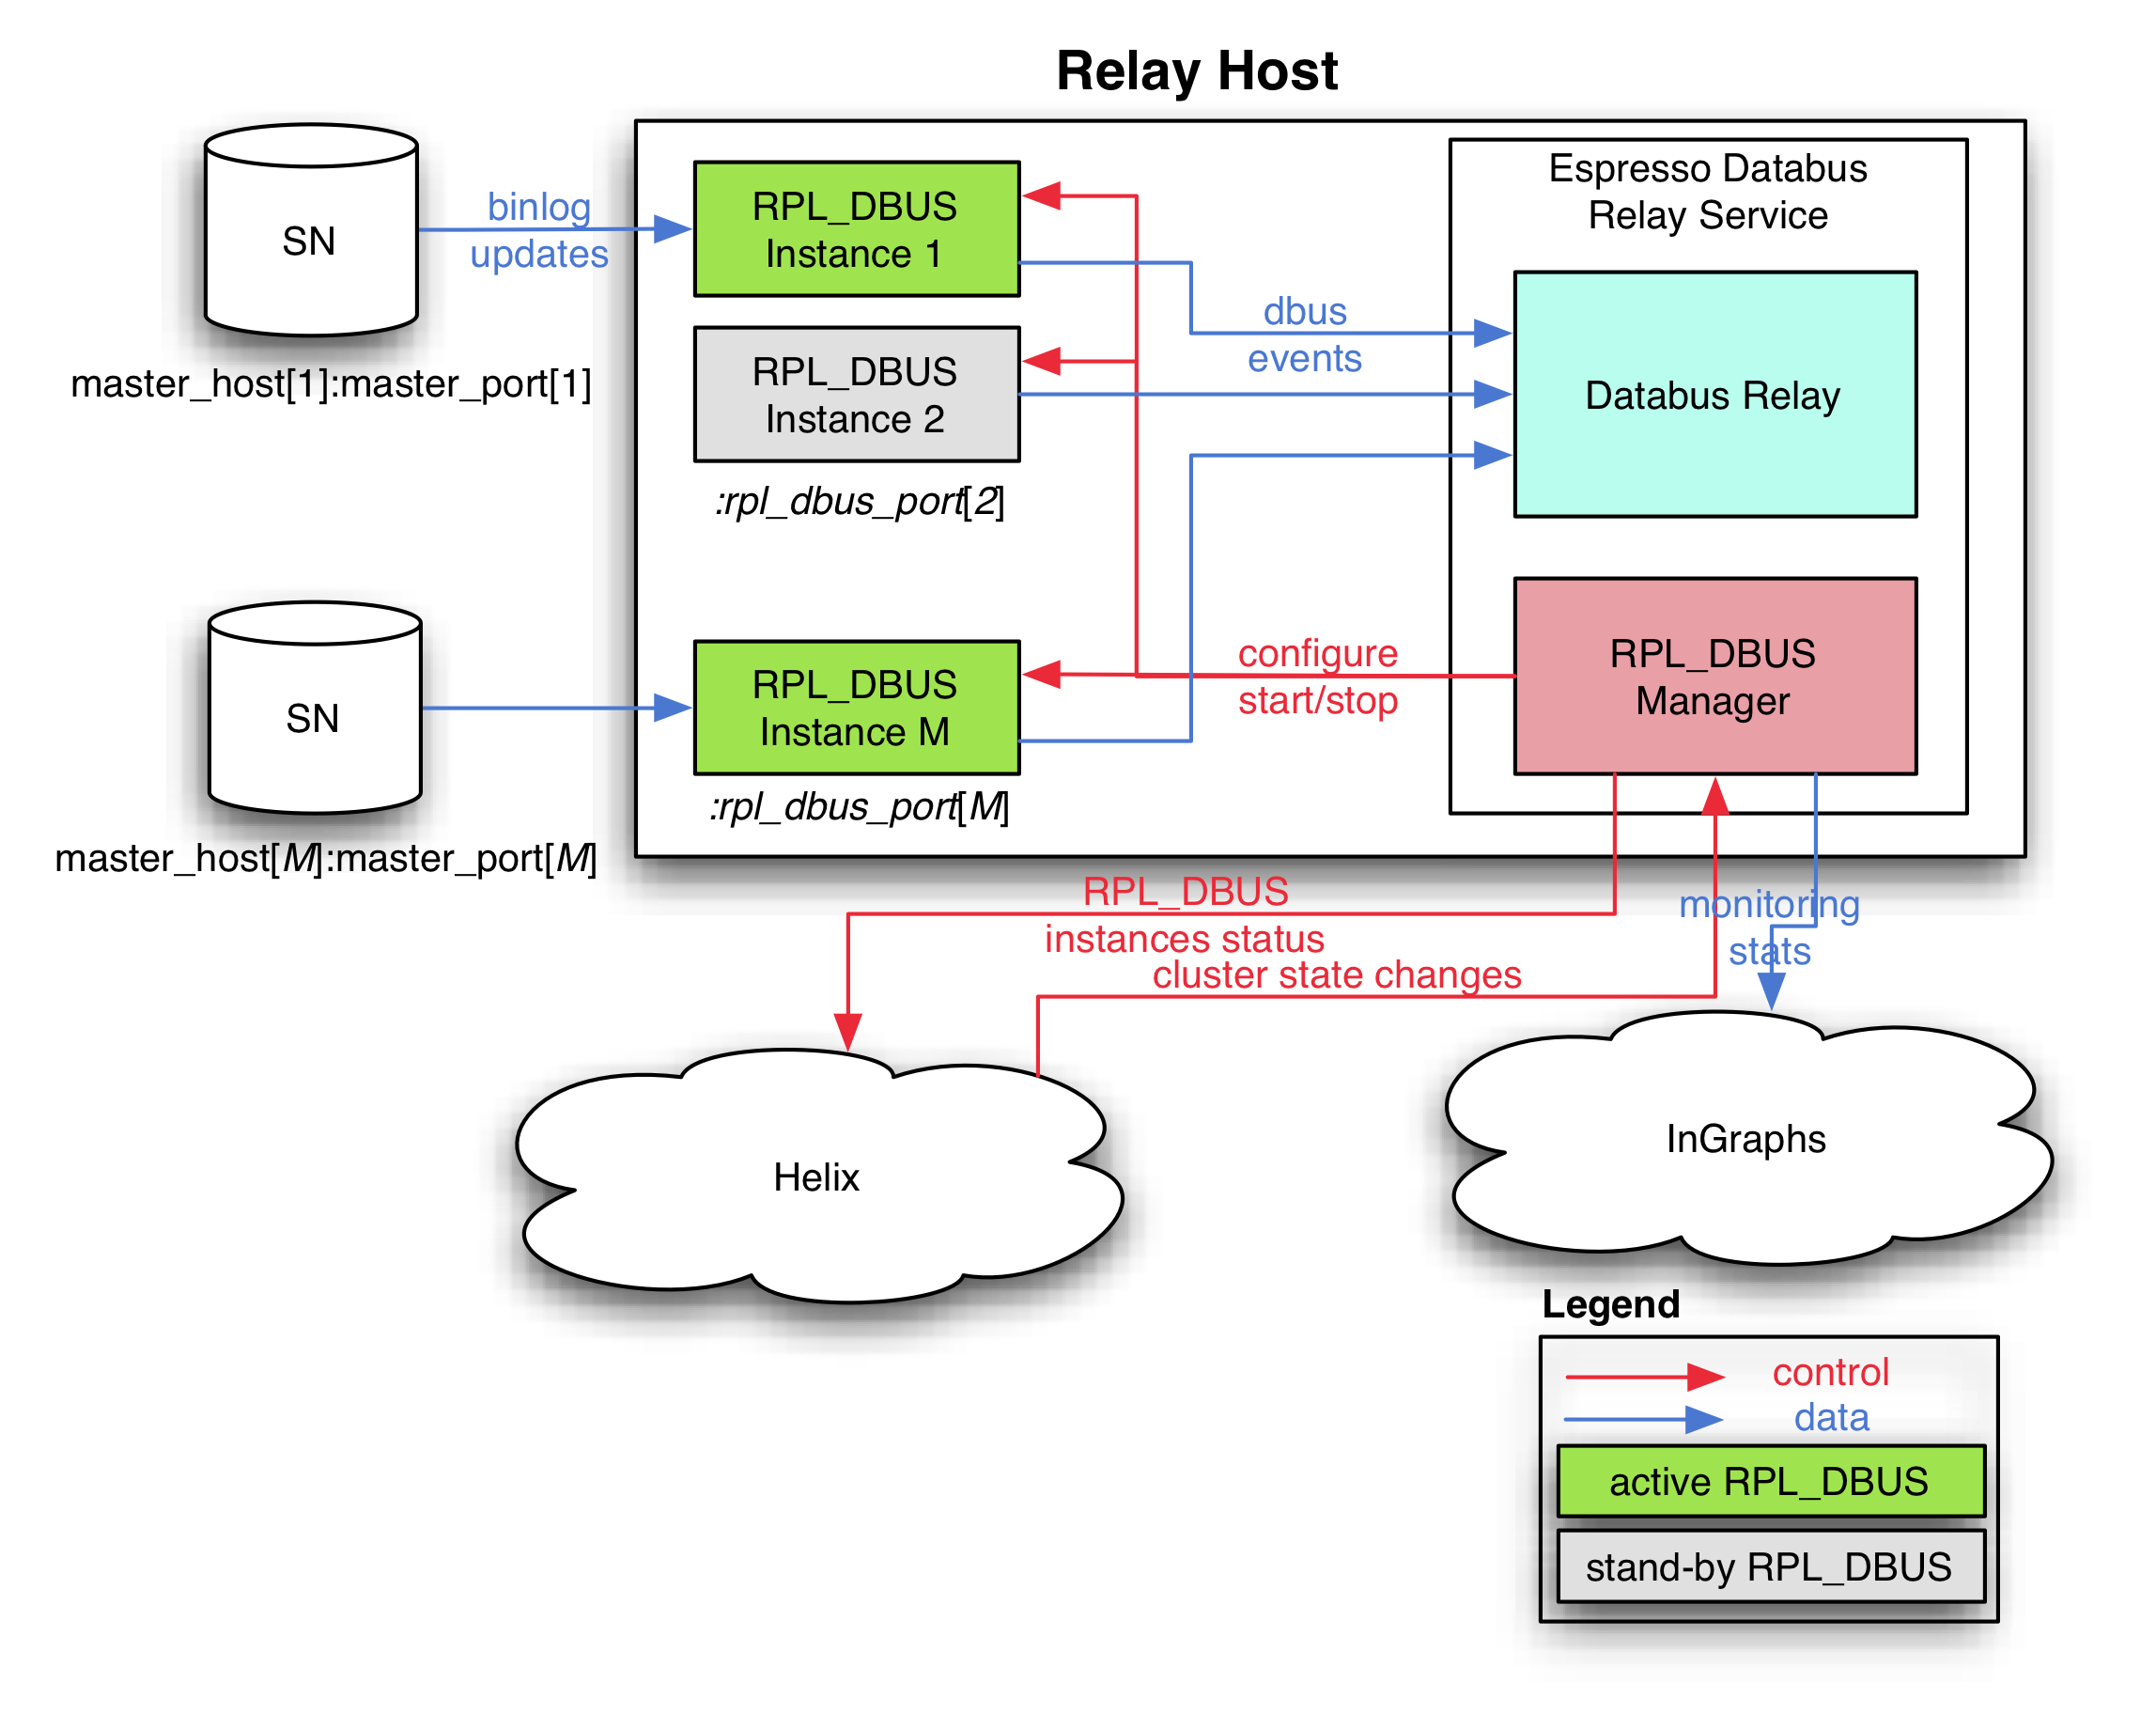 Relay Host
SN
master_host[1]:master_port[1]
binlog
updates
RPL_DBUS
Instance 1
RPL_DBUS
Instance 2
:rpl_dbus_port[2]
dbus
events
Espresso Databus
Relay Service
Databus Relay
SN
master_host[M]:master_port[M]
RPL_DBUS
Instance M
:rpl_dbus_port[M]
configure
start/stop
RPL_DBUS
Manager
RPL_DBUS
instances status
cluster state changes
monitoring
stats
Helix
InGraphs
Legend
control
data
active RPL_DBUS
stand-by RPL_DBUS